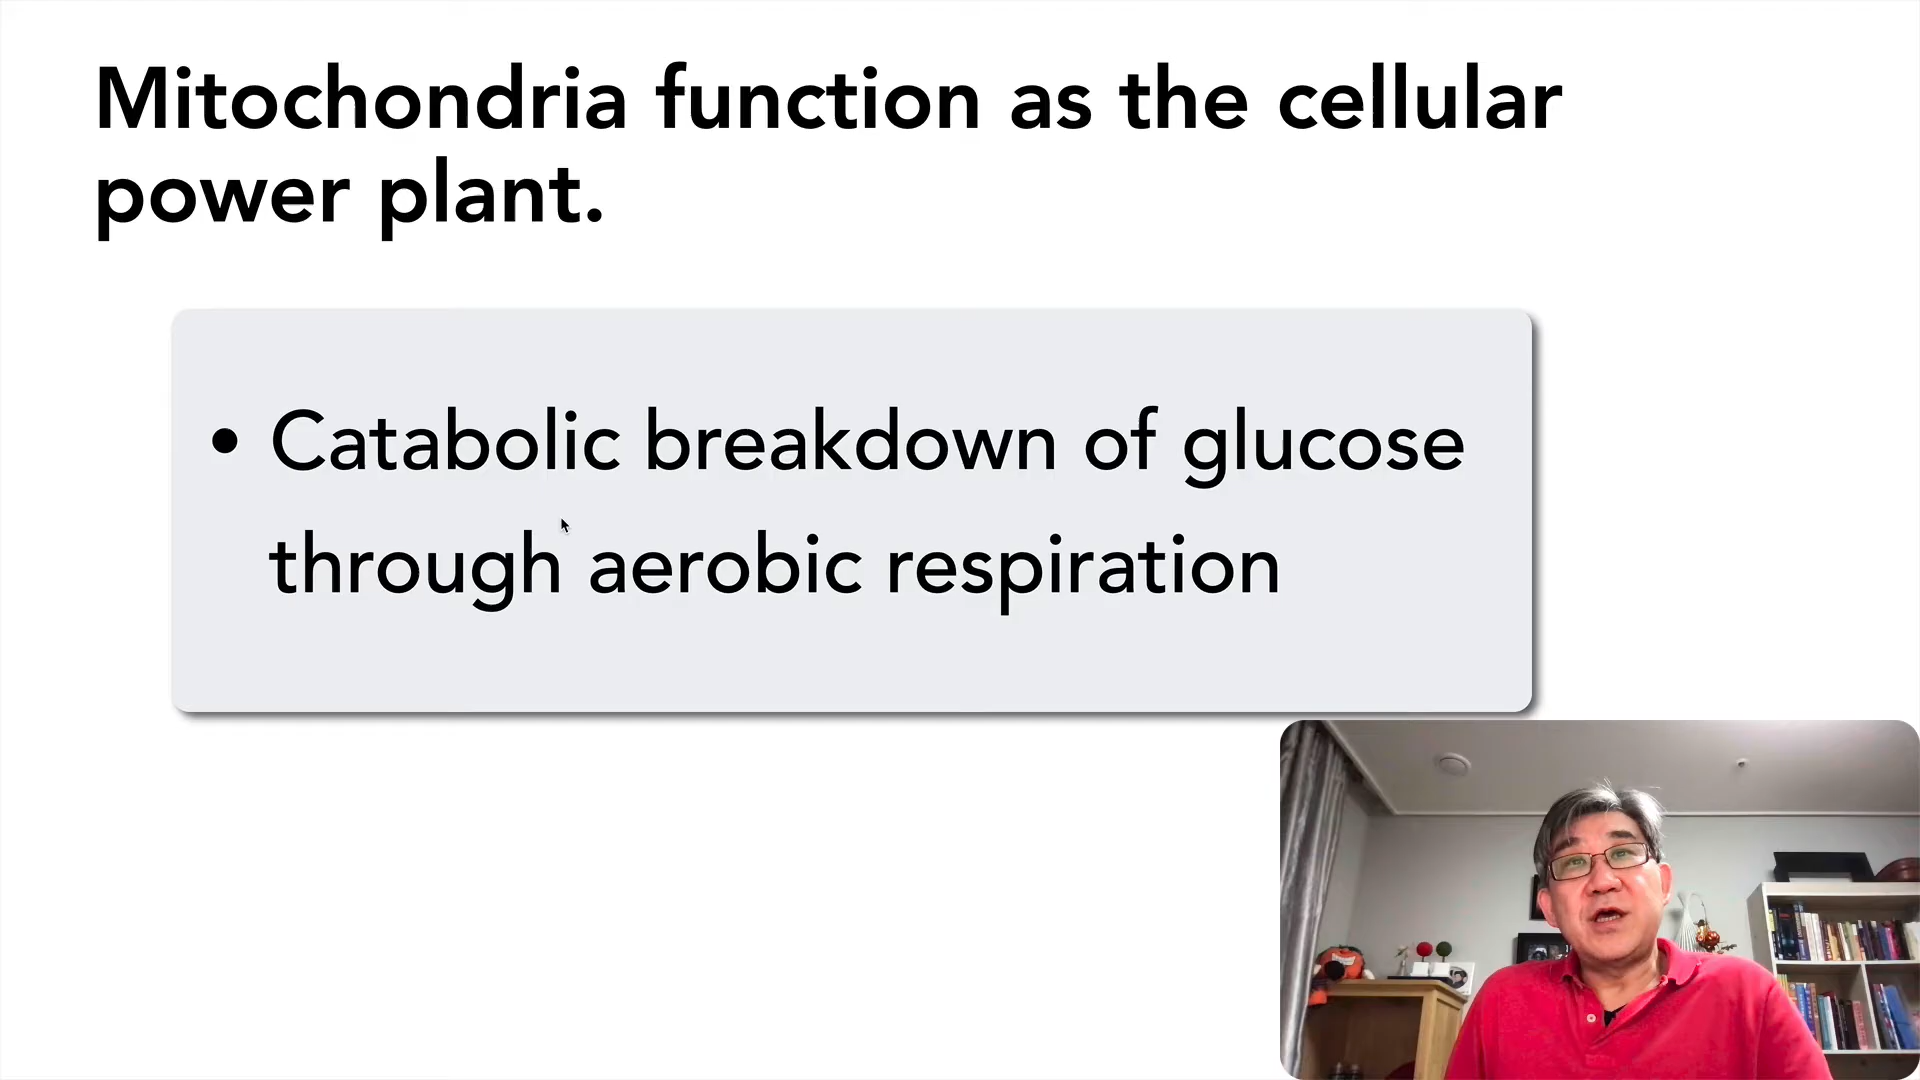 Mitochondria function as the cellular
power plant.
• Catabolic breakdown of glucose
through aerobic respiration